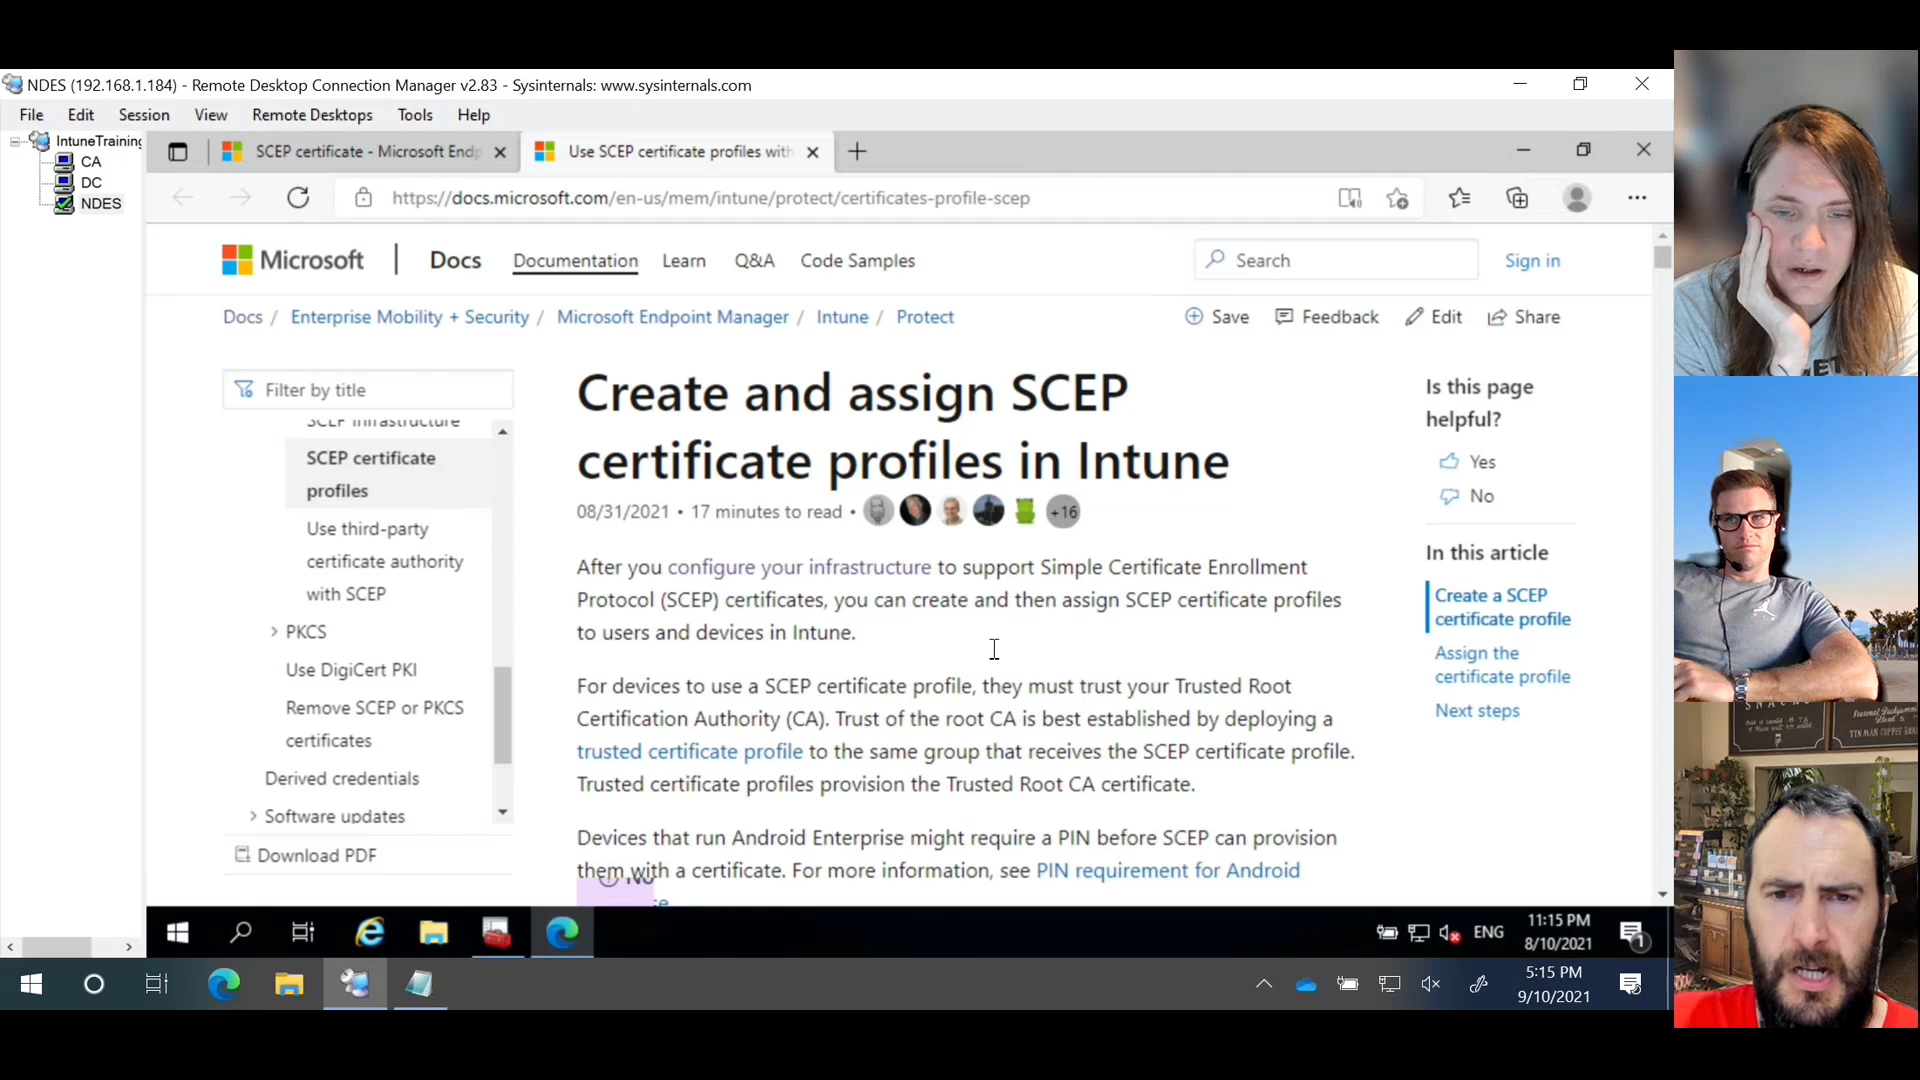 NDES (192.168.1.184) - Remote Desktop Connection Manager v2.83 - Sysinternals: www.sysinternals.com
File Edit Session View Remote Desktops Tools Help
IntuneTraining
CA
DC
NDES
SCEP certificate - Microsoft Endp
Use SCEP certificate profiles with
https://docs.microsoft.com/en-us/mem/intune/protect/certificates-profile-scep
Microsoft Docs Documentation Learn Q&A Code Samples Search Sign in
Docs / Enterprise Mobility + Security / Microsoft Endpoint Manager / Intune / Protect
Save Feedback Edit Share
Filter by title
SCEP infrastructure
SCEP certificate
profiles
Use third-party
certificate authority
with SCEP
PKCS
Use DigiCert PKI
Remove SCEP or PKCS
certificates
Derived credentials
Software updates
Download PDF
Create and assign SCEP
certificate profiles in Intune
08/31/2021 • 17 minutes to read • +16
After you configure your infrastructure to support Simple Certificate Enrollment
Protocol (SCEP) certificates, you can create and then assign SCEP certificate profiles
to users and devices in Intune.
For devices to use a SCEP certificate profile, they must trust your Trusted Root
Certification Authority (CA). Trust of the root CA is best established by deploying a
trusted certificate profile to the same group that receives the SCEP certificate profile.
Trusted certificate profiles provision the Trusted Root CA certificate.
Devices that run Android Enterprise might require a PIN before SCEP can provision
them with a certificate. For more information, see PIN requirement for Android
No
Is this page
helpful?
Yes
No
In this article
Create a SCEP
certificate profile
Assign the
certificate profile
Next steps
ENG
11:15 PM
8/10/2021
1
5:15 PM
9/10/2021
SNACKS
TIN MAN COFFEE